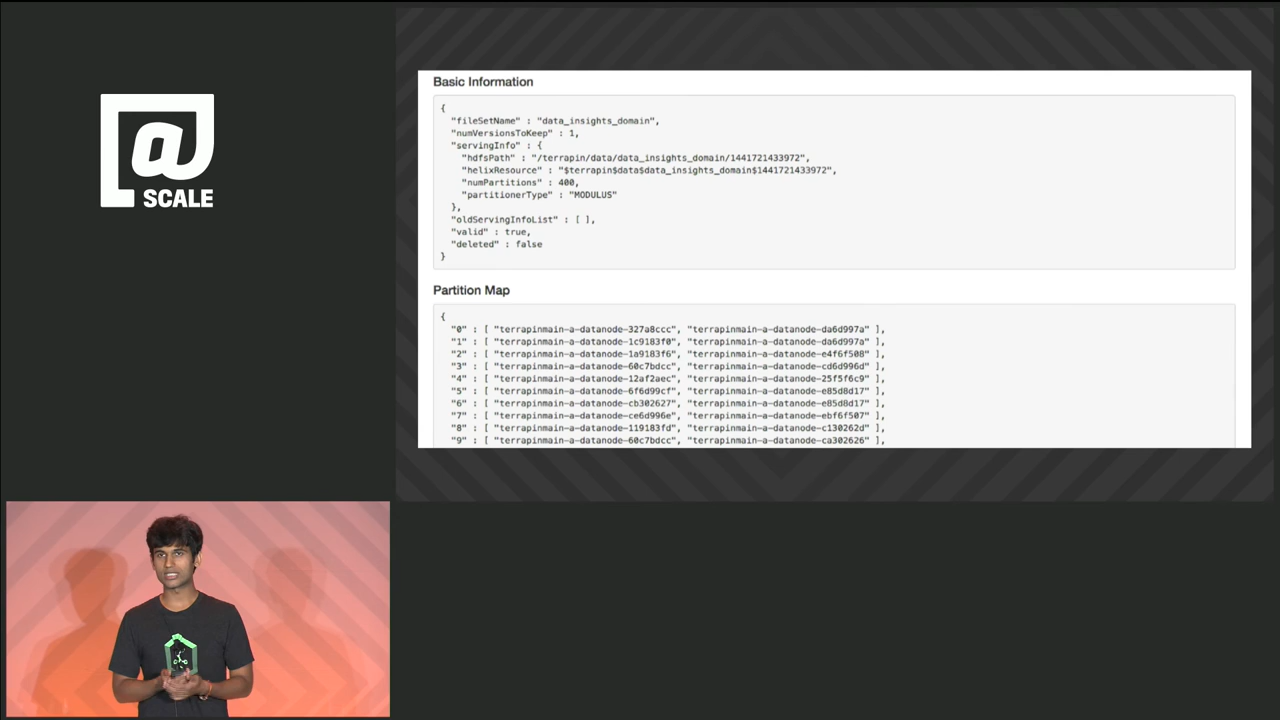 @
SCALE
Basic Information
{
"fileSetName" : "data_insights_domain",
"numVersionsToKeep" : 1,
"servingInfo" : {
"hdfsPath" : "/terrapin/data/data_insights_domain/1441721433972",
"helixResource" : "$terrapin$data$data_insights_domain$1441721433972",
"numPartitions" : 400,
"partitionerType" : "MODULUS"
},
"oldServingInfoList" : [ ],
"valid" : true,
"deleted" : false
}
Partition Map
{
"0" : [ "terrapinmain-a-datanode-327a8ccc", "terrapinmain-a-datanode-da6d997a" ],
"1" : [ "terrapinmain-a-datanode-1c9183f0", "terrapinmain-a-datanode-da6d997a" ],
"2" : [ "terrapinmain-a-datanode-1a9183f6", "terrapinmain-a-datanode-e4f6f508" ],
"3" : [ "terrapinmain-a-datanode-60c7bdcc", "terrapinmain-a-datanode-cd6d996d" ],
"4" : [ "terrapinmain-a-datanode-12af2aec", "terrapinmain-a-datanode-25f5f6c9" ],
"5" : [ "terrapinmain-a-datanode-6f6d99cf", "terrapinmain-a-datanode-e85d8d17" ],
"6" : [ "terrapinmain-a-datanode-cb302627", "terrapinmain-a-datanode-e85d8d17" ],
"7" : [ "terrapinmain-a-datanode-ce6d996e", "terrapinmain-a-datanode-ebf6f507" ],
"8" : [ "terrapinmain-a-datanode-119183fd", "terrapinmain-a-datanode-c130262d" ],
"9" : [ "terrapinmain-a-datanode-60c7bdcc", "terrapinmain-a-datanode-ca302626" ],